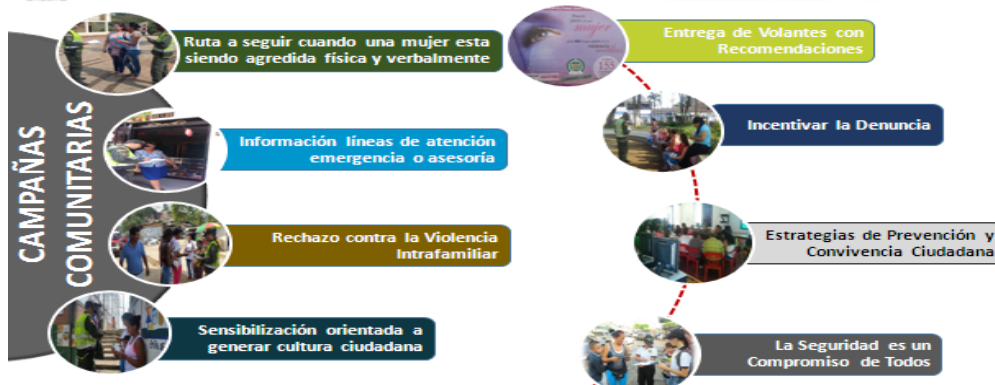 CAMPAÑAS
COMUNITARIAS
Ruta a seguir cuando una mujer esta
siendo agredida física y verbalmente
Información líneas de atención
emergencia o asesoría
Rechazo contra la Violencia
Intrafamiliar
Sensibilización orientada a
generar cultura ciudadana
mujer
155
Entrega de Volantes con
Recomendaciones
Incentivar la Denuncia
Estrategias de Prevención y
Convivencia Ciudadana
La Seguridad es un
Compromiso de Todos